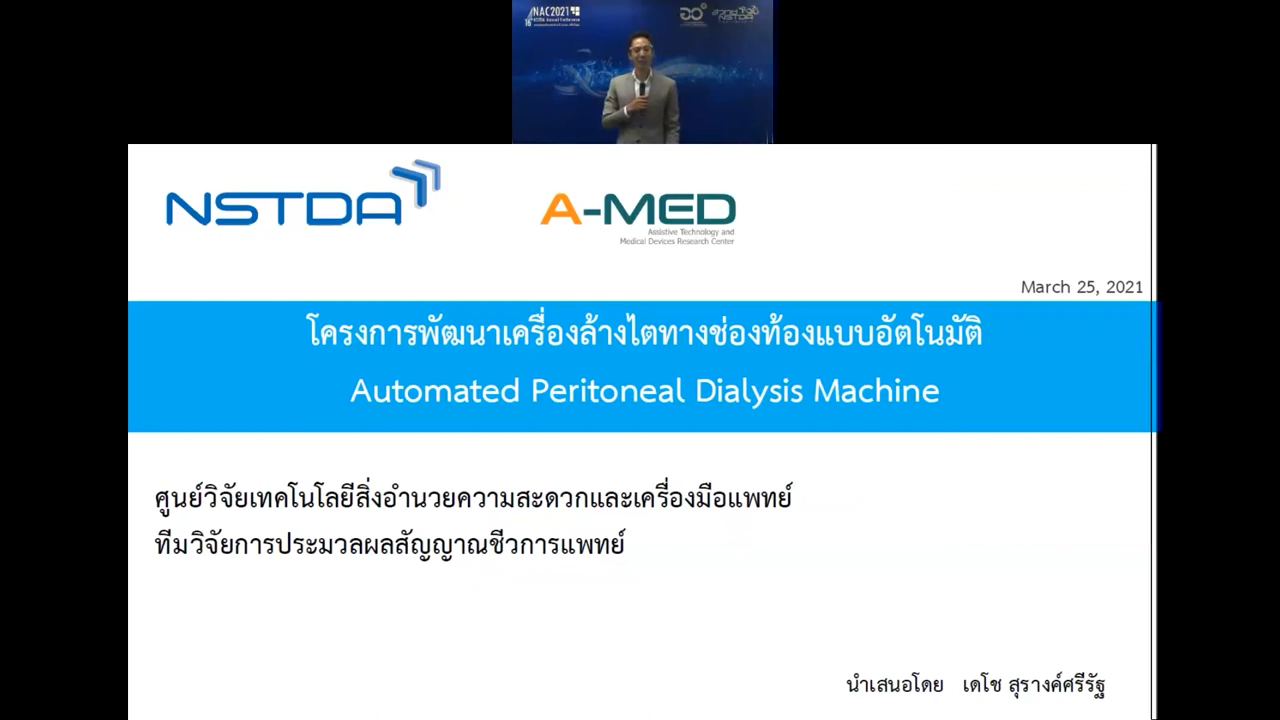 NAC2021
NSTDA
NSTDA
A-MED
Assistive Technology and
Medical Devices Research Center
March 25, 2021
โครงการพัฒนาเครื่องล้างไตทางช่องท้องแบบอัตโนมัติ
Automated Peritoneal Dialysis Machine
ศูนย์วิจัยเทคโนโลยีสิ่งอำนวยความสะดวกและเครื่องมือแพทย์
ทีมวิจัยการประมวลผลสัญญาณชีวการแพทย์
นำเสนอโดย เดโช สุรางค์ศรีรัฐ